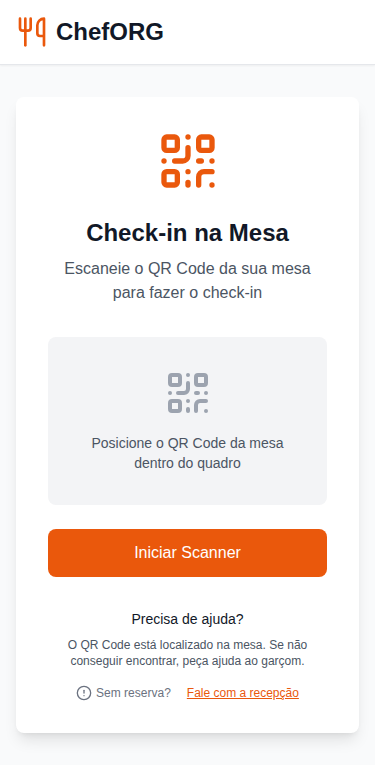 ChefORG
Check-in na Mesa
Escaneie o QR Code da sua mesa
para fazer o check-in
Posicione o QR Code da mesa
dentro do quadro
Iniciar Scanner
Precisa de ajuda?
O QR Code está localizado na mesa. Se não
conseguir encontrar, peça ajuda ao garçom.
Sem reserva? Fale com a recepção